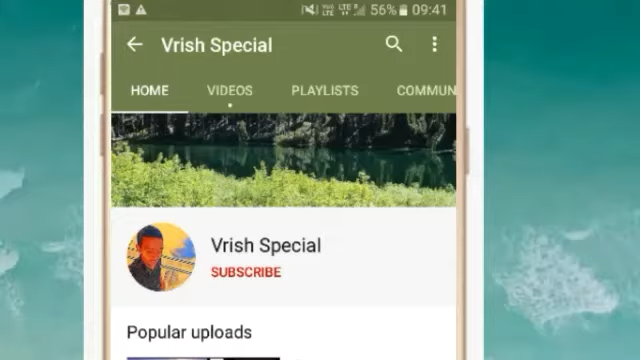 56% 09:41
Vrish Special
HOME VIDEOS PLAYLISTS COMMUN
Vrish Special
SUBSCRIBE
Popular uploads